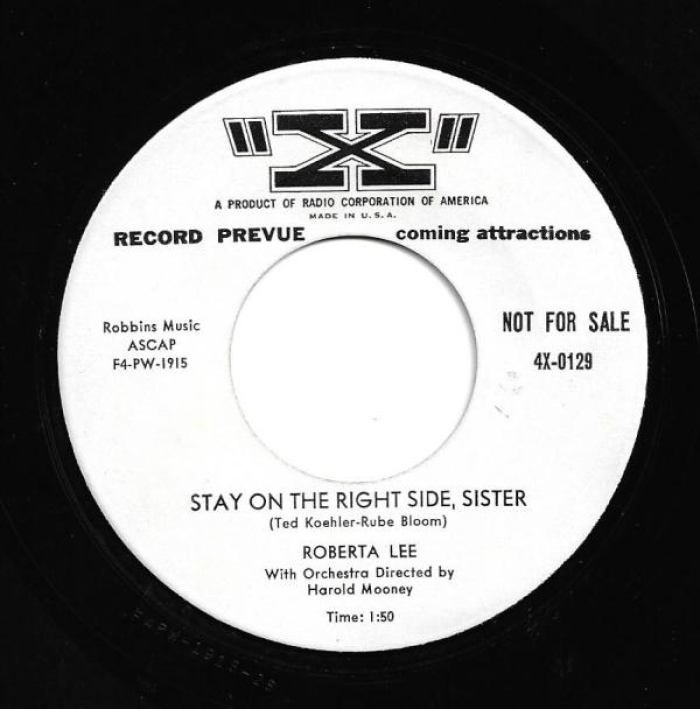 "X"
A PRODUCT OF RADIO CORPORATION OF AMERICA
MADE IN U.S.A.
RECORD PREVUE coming attractions
Robbins Music
ASCAP
F4-PW-1915
NOT FOR SALE
4X-0129
STAY ON THE RIGHT SIDE, SISTER
(Ted Koehler-Rube Bloom)
ROBERTA LEE
With Orchestra Directed by
Harold Mooney
Time: 1:50